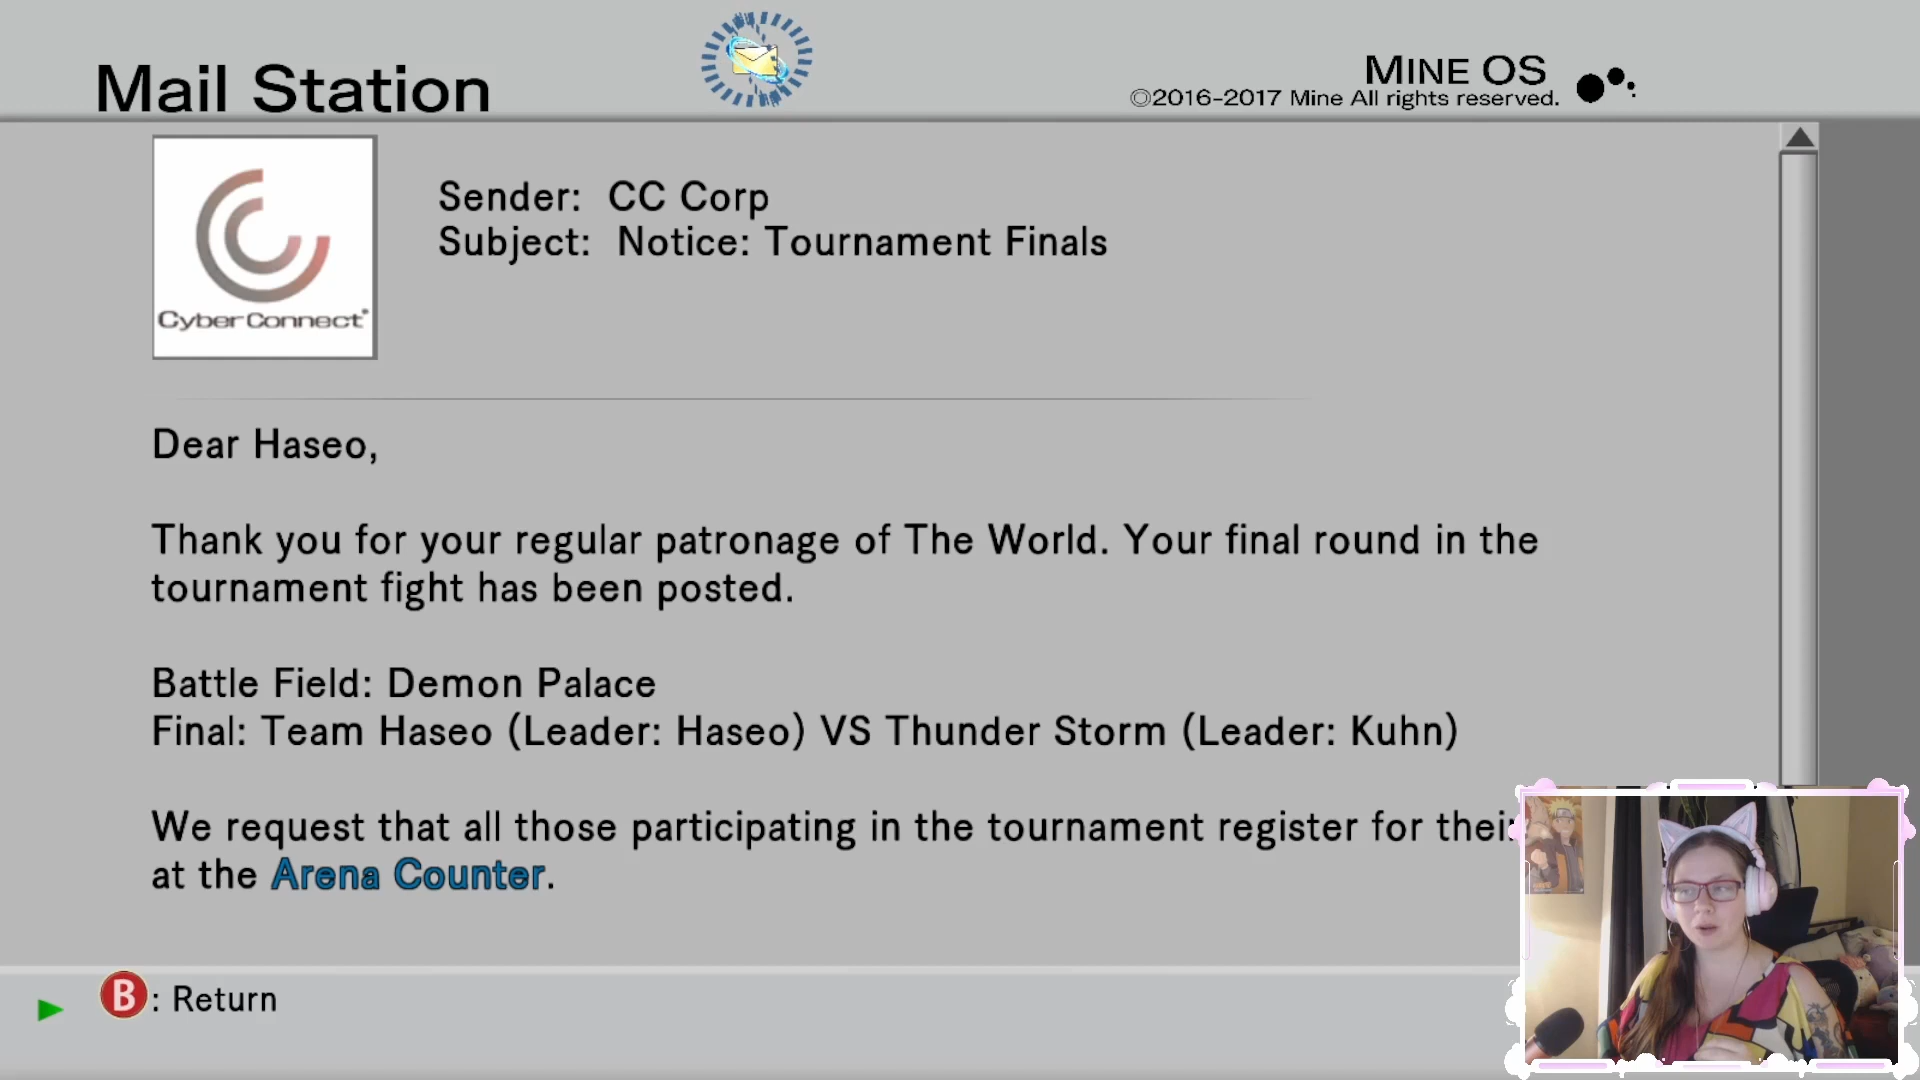 Mail Station
MINE OS
©2016-2017 Mine All rights reserved.
CyberConnect
Sender: CC Corp
Subject: Notice: Tournament Finals
Dear Haseo,
Thank you for your regular patronage of The World. Your final round in the
tournament fight has been posted.
Battle Field: Demon Palace
Final: Team Haseo (Leader: Haseo) VS Thunder Storm (Leader: Kuhn)
We request that all those participating in the tournament register for their
at the Arena Counter.
B : Return